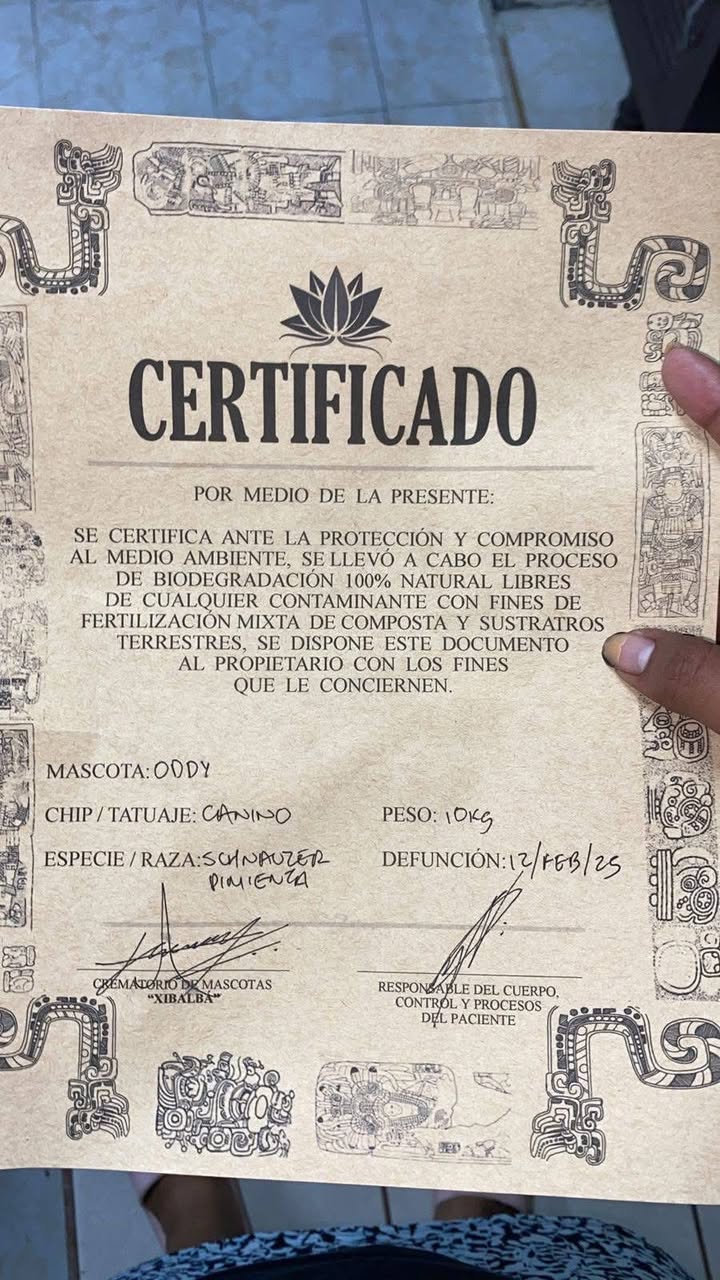 CERTIFICADO
POR MEDIO DE LA PRESENTE:
SE CERTIFICA ANTE LA PROTECCIÓN Y COMPROMISO
AL MEDIO AMBIENTE, SE LLEVÓ A CABO EL PROCESO
DE BIODEGRADACIÓN 100% NATURAL LIBRES
DE CUALQUIER CONTAMINANTE CON FINES DE
FERTILIZACIÓN MIXTA DE COMPOSTA Y SUSTRATROS
TERRESTRES, SE DISPONE ESTE DOCUMENTO
AL PROPIETARIO CON LOS FINES
QUE LE CONCIERNEN.
MASCOTA: ODDY
CHIP / TATUAJE: CANINO PESO: 10KG
ESPECIE / RAZA: SCHNAUZER DEFUNCIÓN: 12/FEB/25
PIMIENTA
CREMATORIO DE MASCOTAS
"XIBALBÁ"
RESPONSABLE DEL CUERPO,
CONTROL Y PROCESOS
DEL PACIENTE